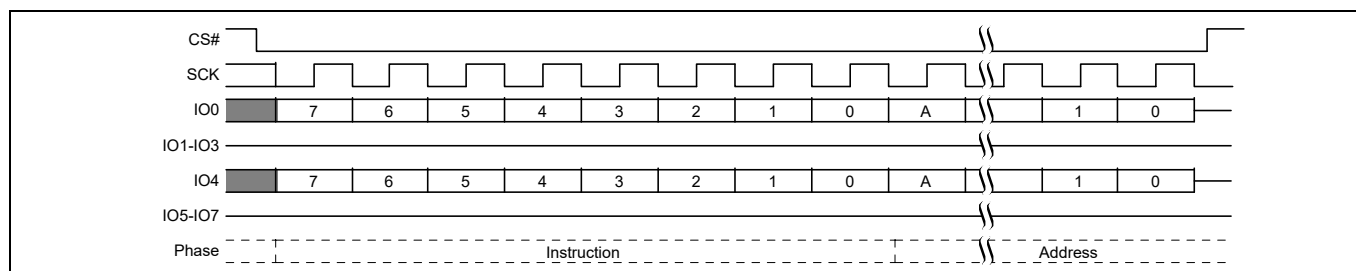 CS#
SCK
IO0 7 6 5 4 3 2 1 0 A 1 0
IO1-IO3
IO4 7 6 5 4 3 2 1 0 A 1 0
IO5-IO7
Phase Instruction Address